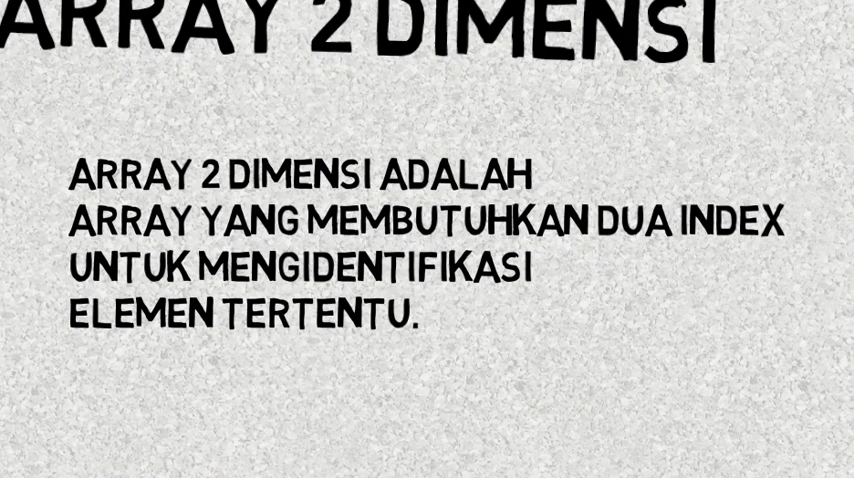 ARRAY 2 DIMENSI
ARRAY 2 DIMENSI ADALAH
ARRAY YANG MEMBUTUHKAN DUA INDEX
UNTUK MENGIDENTIFIKASI
ELEMEN TERTENTU.